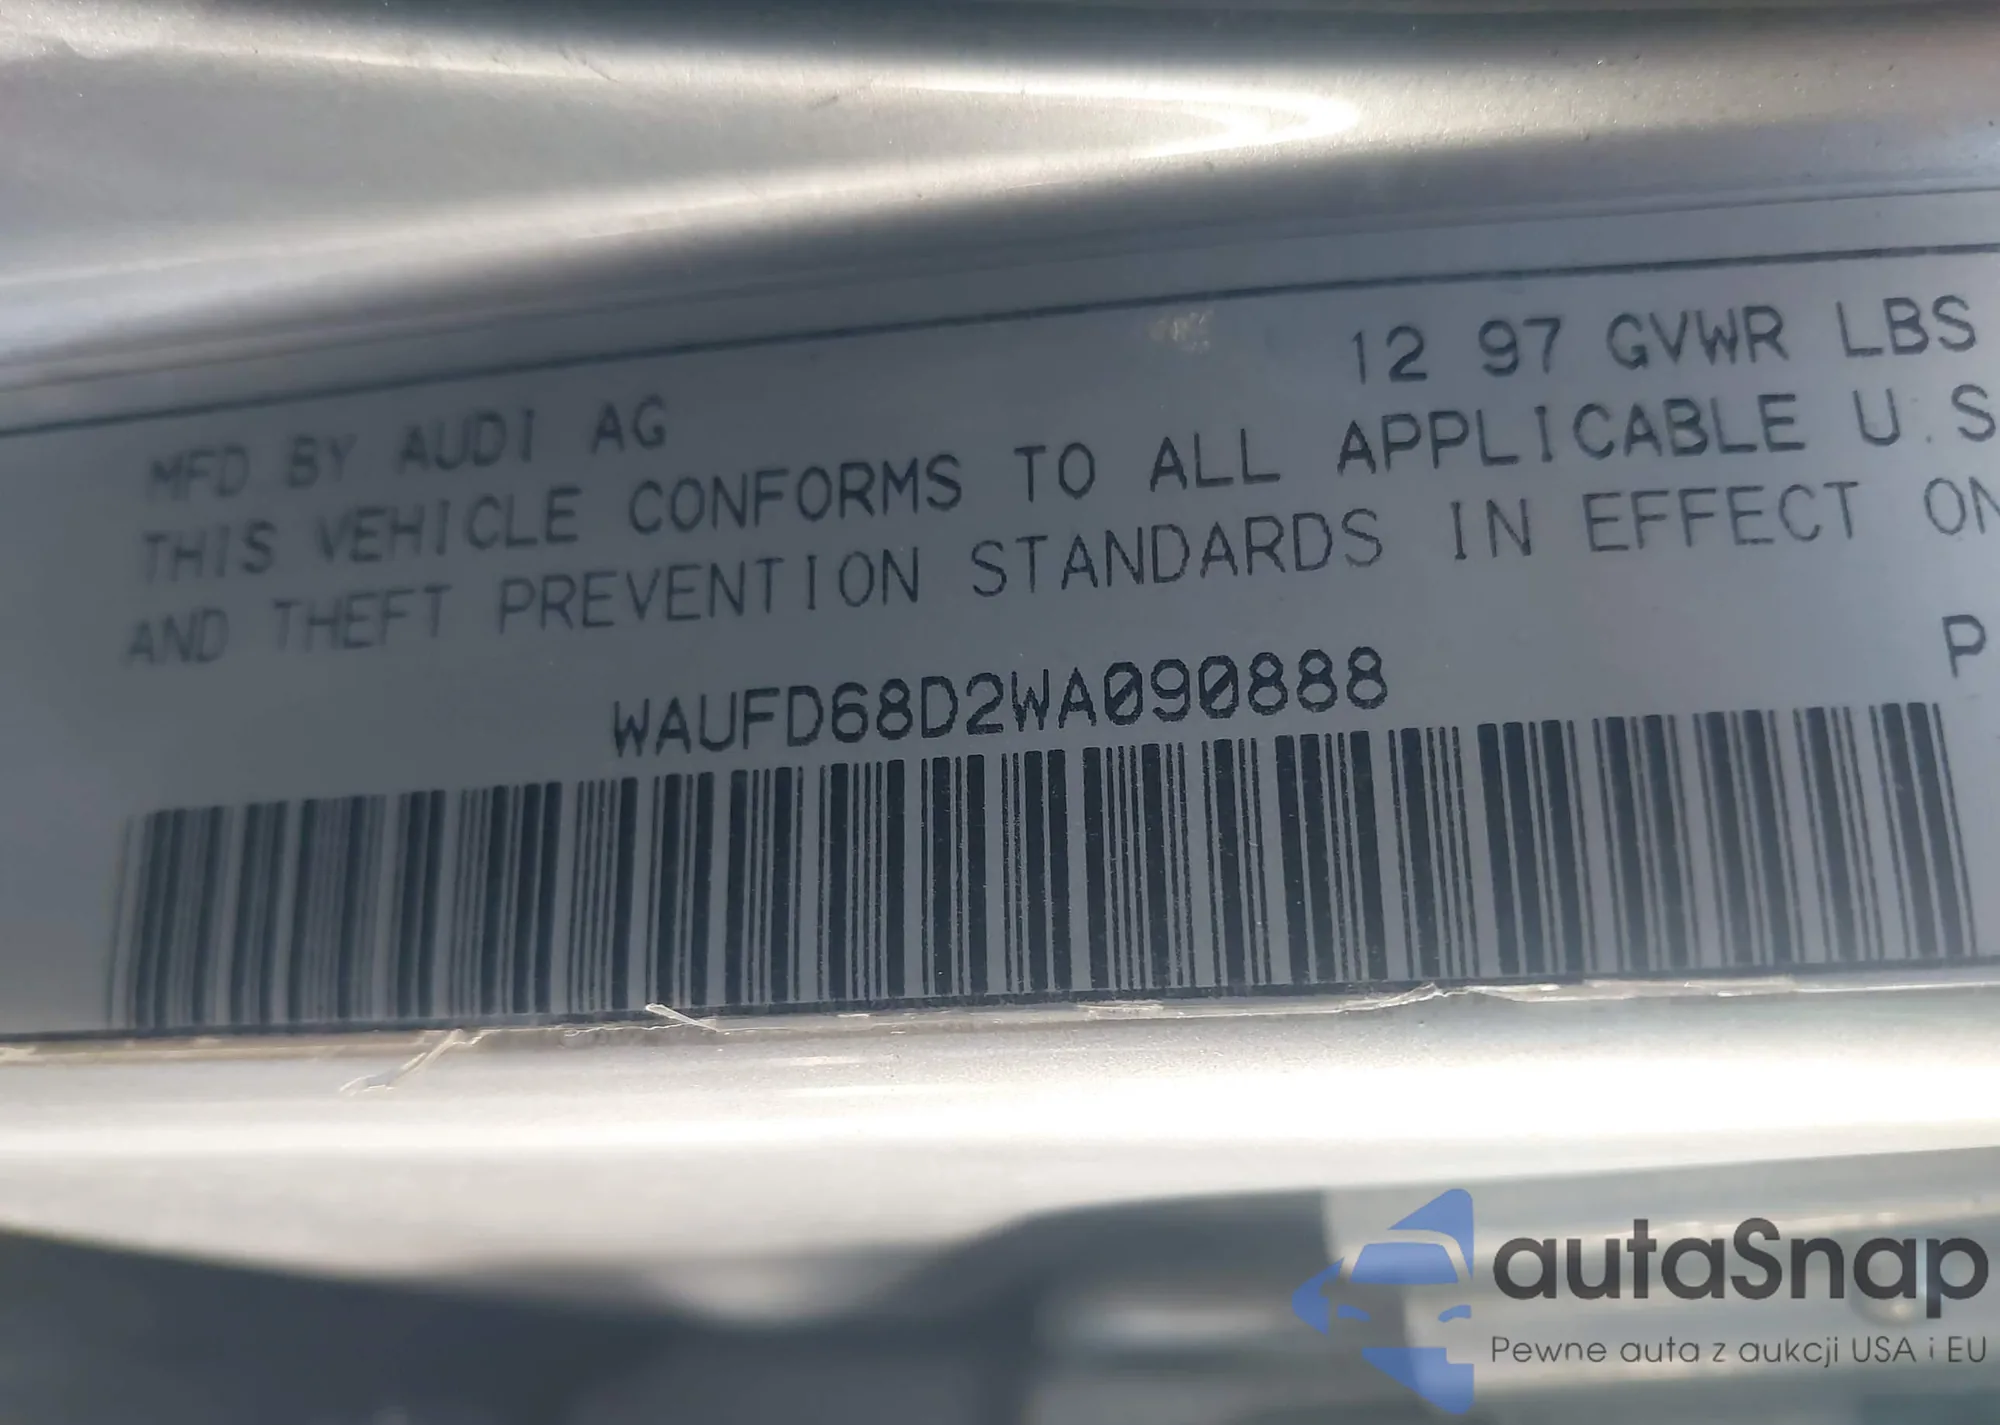 MFD BY AUDI AG 12 97 GVWR LBS
THIS VEHICLE CONFORMS TO ALL APPLICABLE U.S
AND THEFT PREVENTION STANDARDS IN EFFECT ON
WAUFD68D2WA090888 P
autaSnap
Pewne auta z aukcji USA i EU